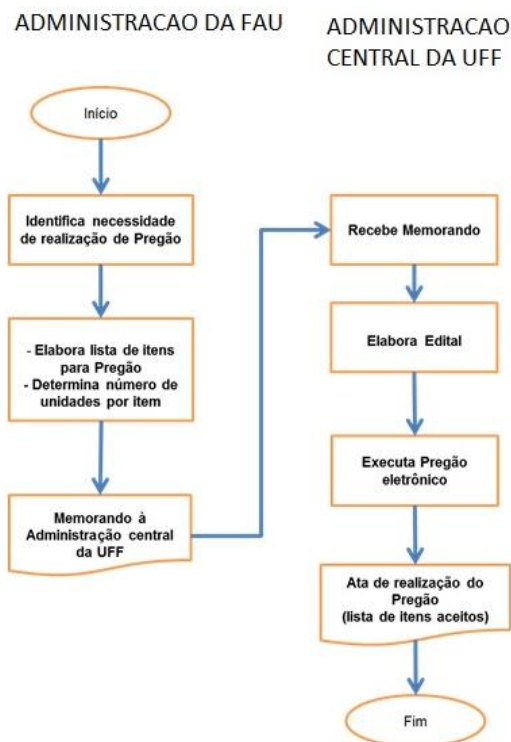 ADMINISTRACAO DA FAU
Início
Identifica necessidade
de realização de Pregão
- Elabora lista de itens
para Pregão
- Determina número de
unidades por item
Memorando à
Administração central
da UFF
ADMINISTRACAO
CENTRAL DA UFF
Recebe Memorando
Elabora Edital
Executa Pregão
eletrônico
Ata de realização do
Pregão
(lista de itens aceitos)
Fim